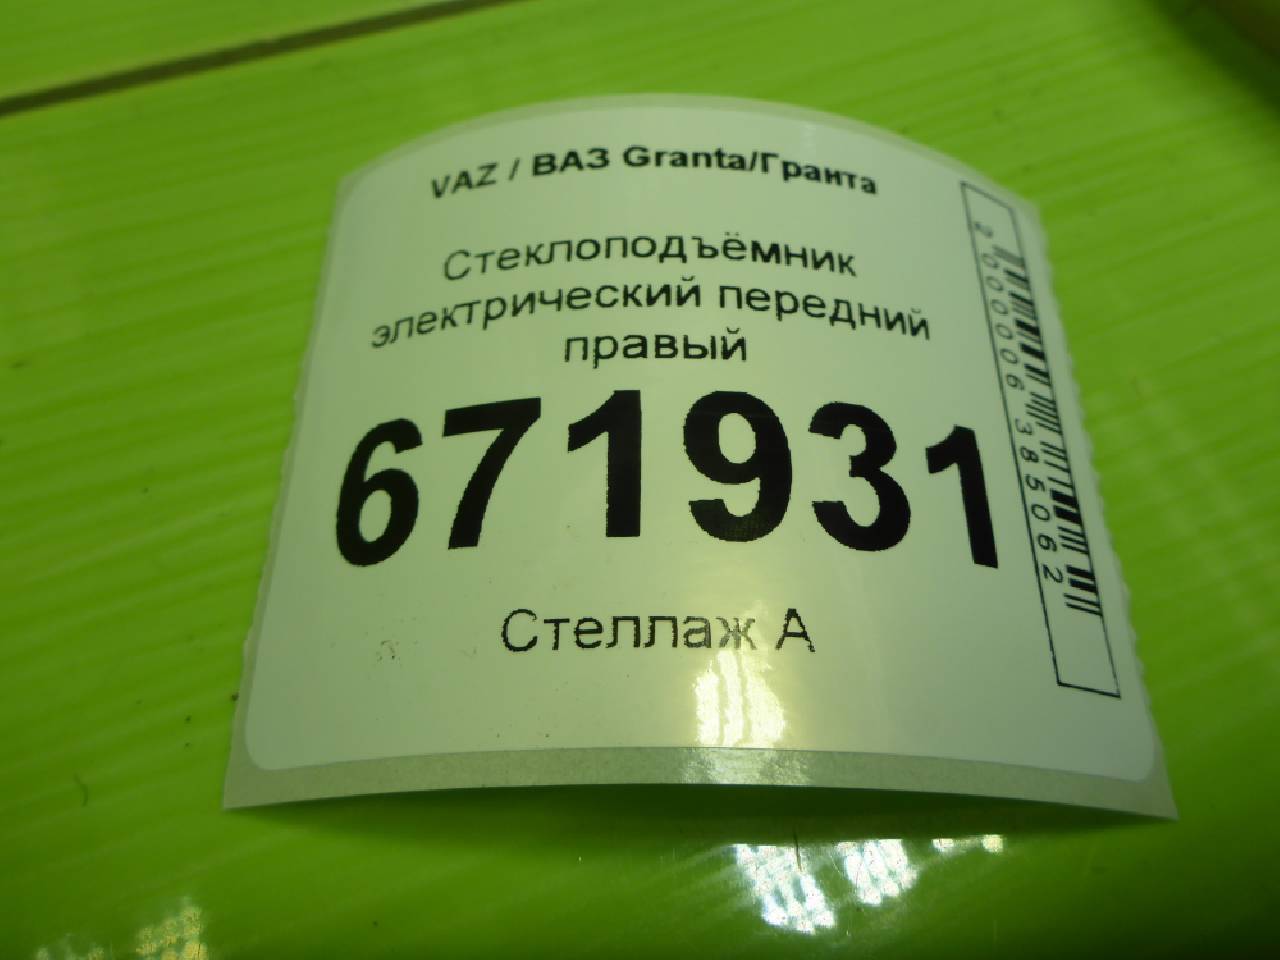 VAZ / ВАЗ Granta/Гранта
Стеклоподъёмник
электрический передний
правый
671931
Стеллаж А
2000006385062